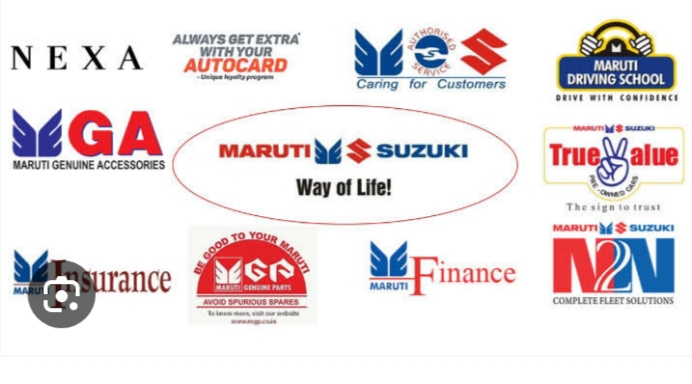 NEXA
ALWAYS GET EXTRA*
WITH YOUR
AUTOCARD
- Unique loyalty program
AUTHORISED
SERVICE
Caring for Customers
MARUTI
DRIVING SCHOOL
DRIVE WITH CONFIDENCE
GA
MARUTI GENUINE ACCESSORIES
MARUTI SUZUKI
Way of Life!
MARUTI SUZUKI
True Value
PRE-OWNED CARS
The sign to trust
MARUTI
Insurance
BE GOOD TO YOUR MARUTI
MGP
MARUTI GENUINE PARTS
AVOID SPURIOUS SPARES
To know more, visit our website
www.mgp.co.in
MARUTI
Finance
MARUTI SUZUKI
N2N
COMPLETE FLEET SOLUTIONS